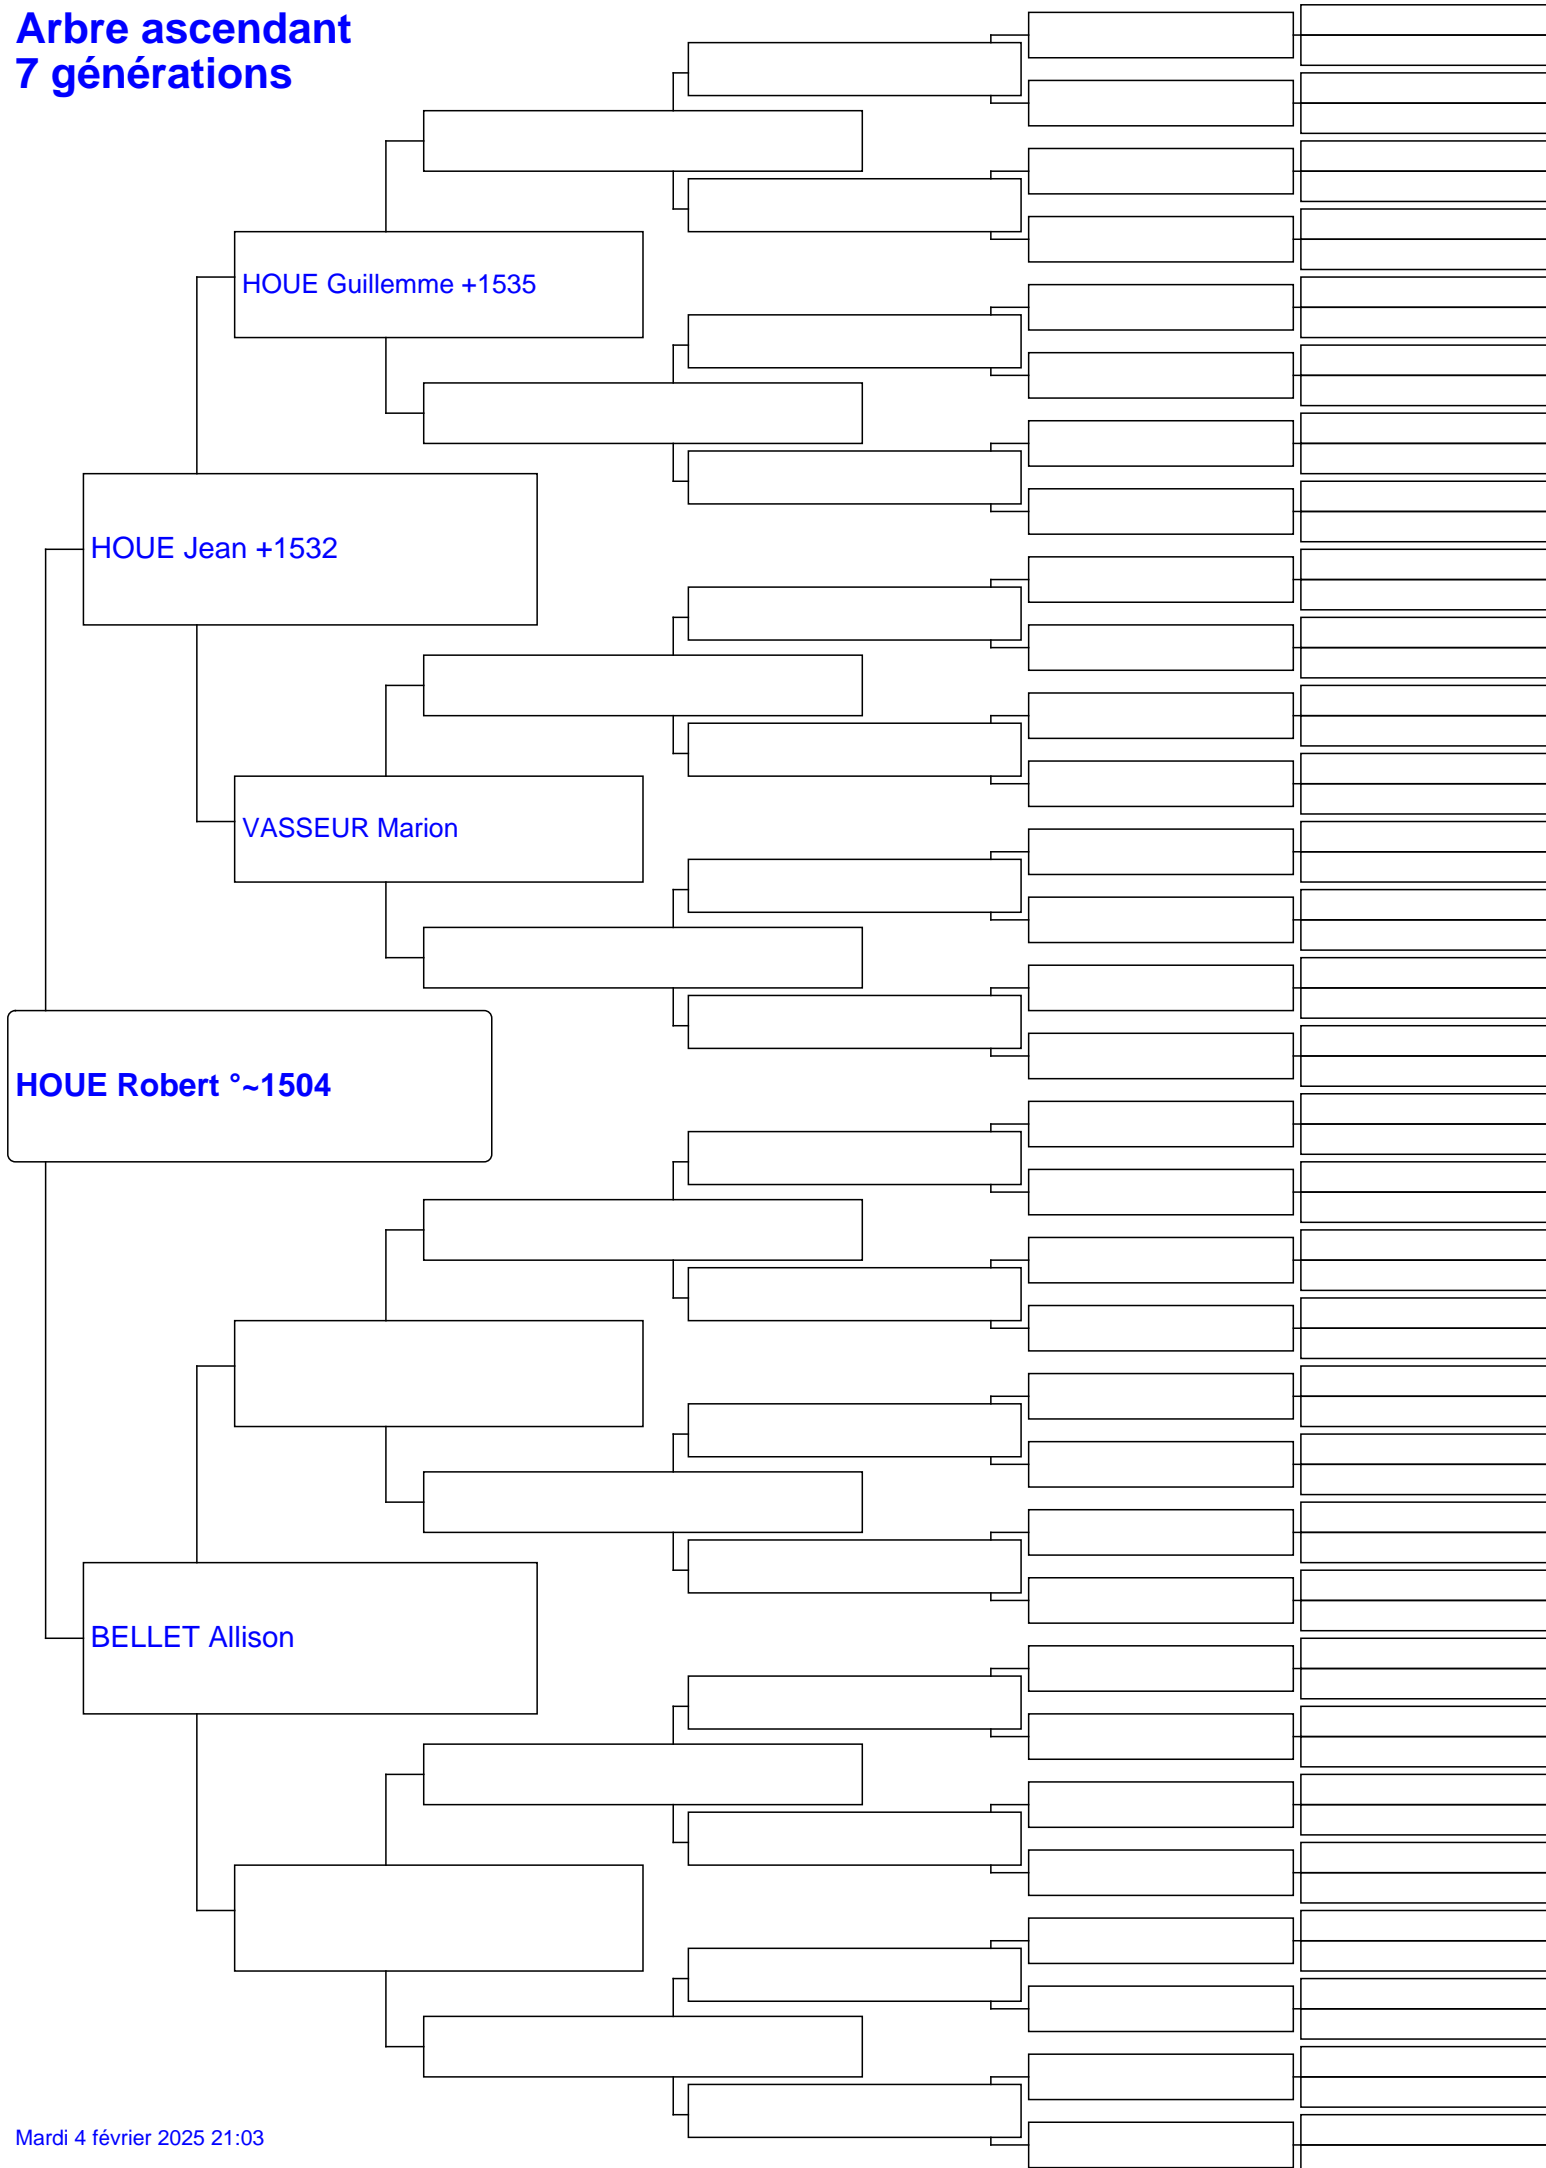 Arbre ascendant
7 générations
HOUE Guillemme +1535
HOUE Jean +1532
VASSEUR Marion
HOUE Robert °~1504
BELLET Allison
Mardi 4 février 2025 21:03